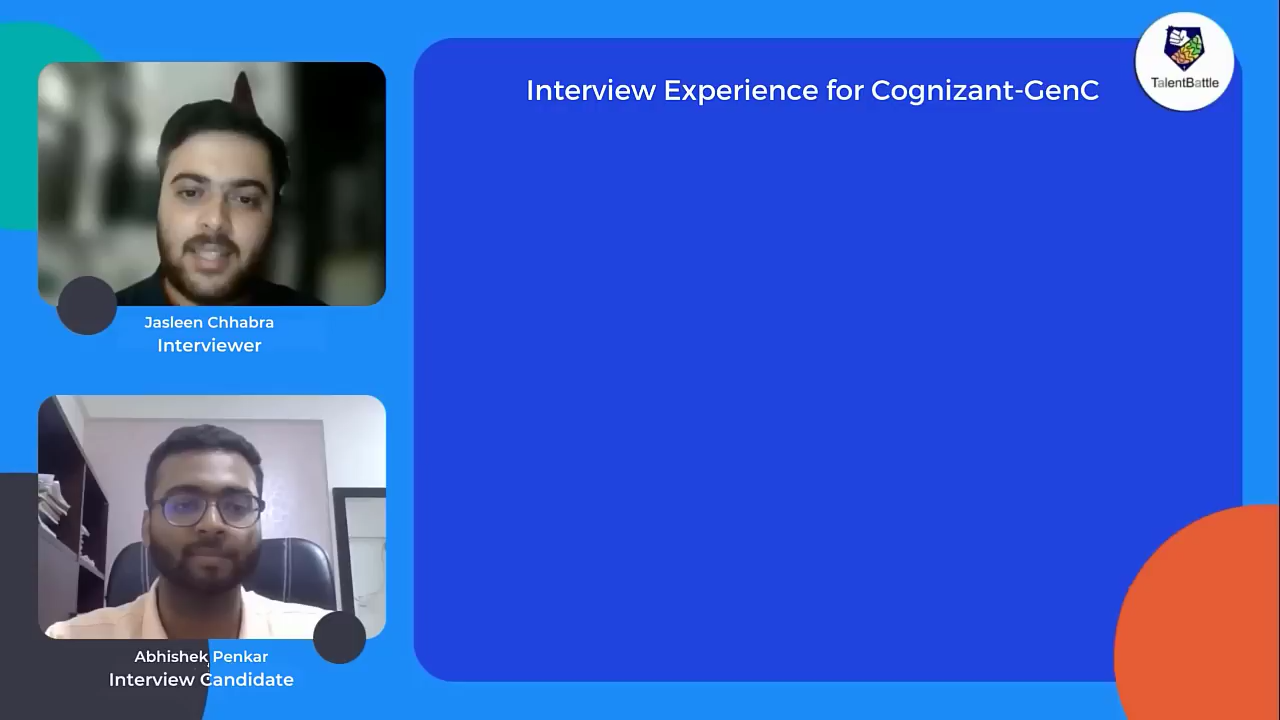 Interview Experience for Cognizant-GenC
TalentBattle
Jasleen Chhabra
Interviewer
Abhishek Penkar
Interview Candidate